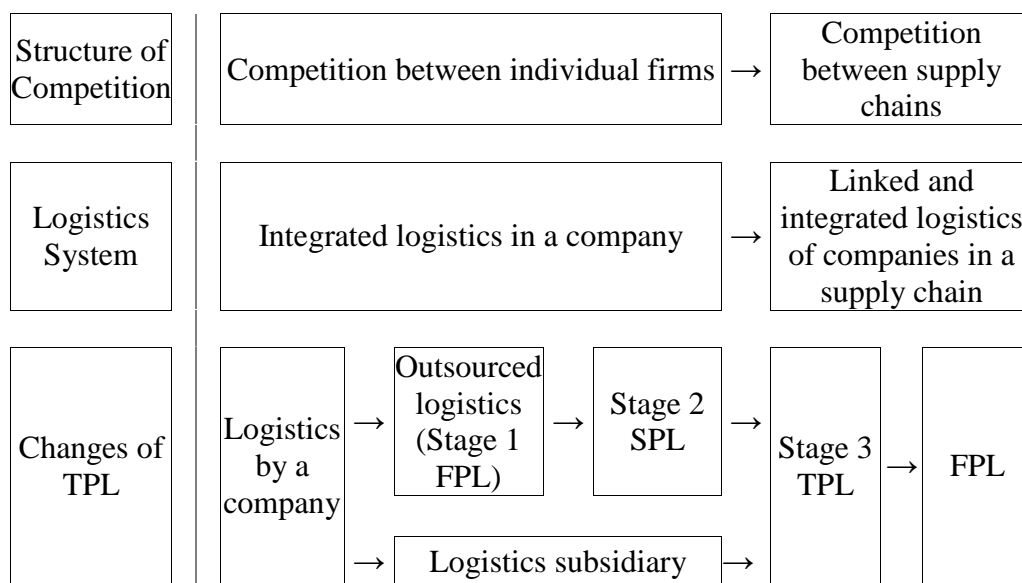 Structure of
Competition
Competition between individual firms
→
Competition
between supply
chains
Logistics
System
Integrated logistics in a company
→
Linked and
integrated logistics
of companies in a
supply chain
Changes of
TPL
Logistics
by a
company
→
Outsourced
logistics
(Stage 1
FPL)
→
Stage 2
SPL
→
Stage 3
TPL
→
FPL
→
Logistics subsidiary
→